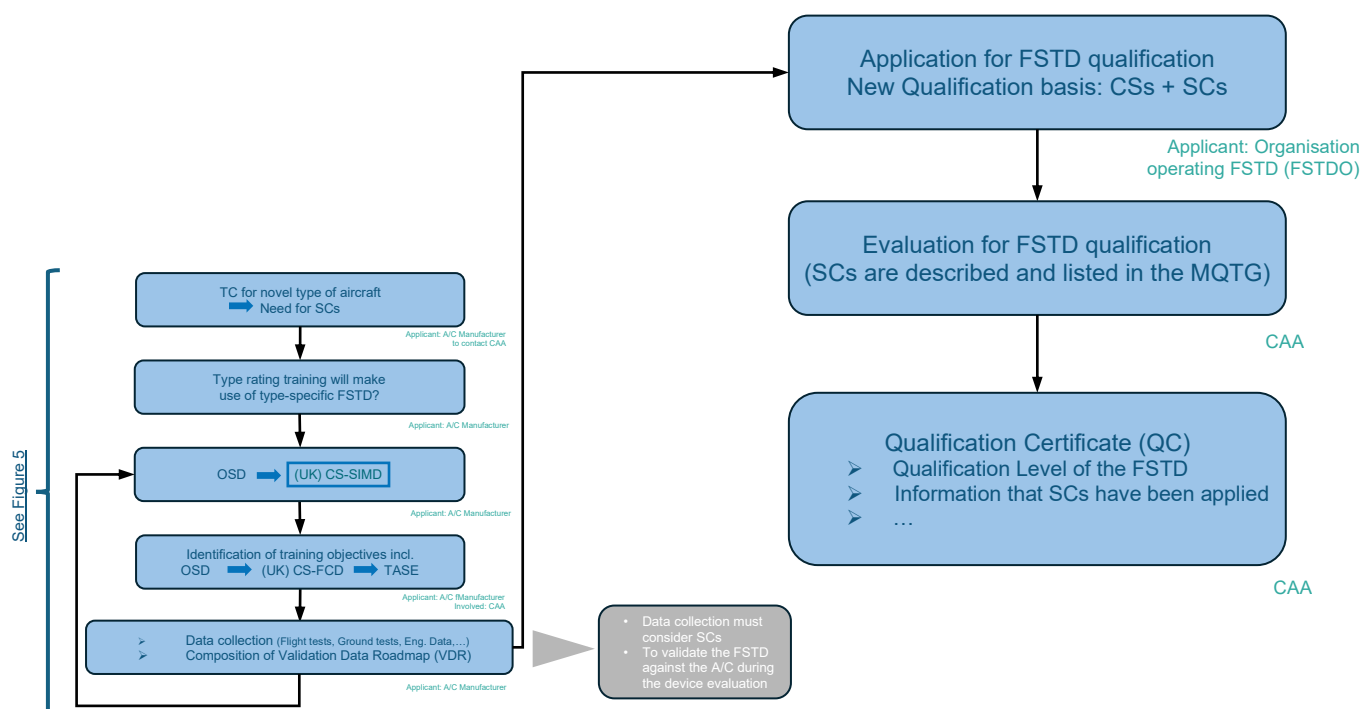 See Figure 5
TC for novel type of aircraft
Need for SCs
Applicant: A/C Manufacturer
to contact CAA
Type rating training will make
use of type-specific FSTD?
Applicant: A/C Manufacturer
OSD (UK) CS-SIMD
Applicant: A/C Manufacturer
Identification of training objectives incl.
OSD (UK) CS-FCD TASE
Applicant: A/C fManufacturer
Involved: CAA
Data collection (Flight tests, Ground tests, Eng. Data,…)
Composition of Validation Data Roadmap (VDR)
Applicant: A/C Manufacturer
• Data collection must
consider SCs
• To validate the FSTD
against the A/C during
the device evaluation
Application for FSTD qualification
New Qualification basis: CSs + SCs
Applicant: Organisation
operating FSTD (FSTDO)
Evaluation for FSTD qualification
(SCs are described and listed in the MQTG)
CAA
Qualification Certificate (QC)
Qualification Level of the FSTD
Information that SCs have been applied
…
CAA